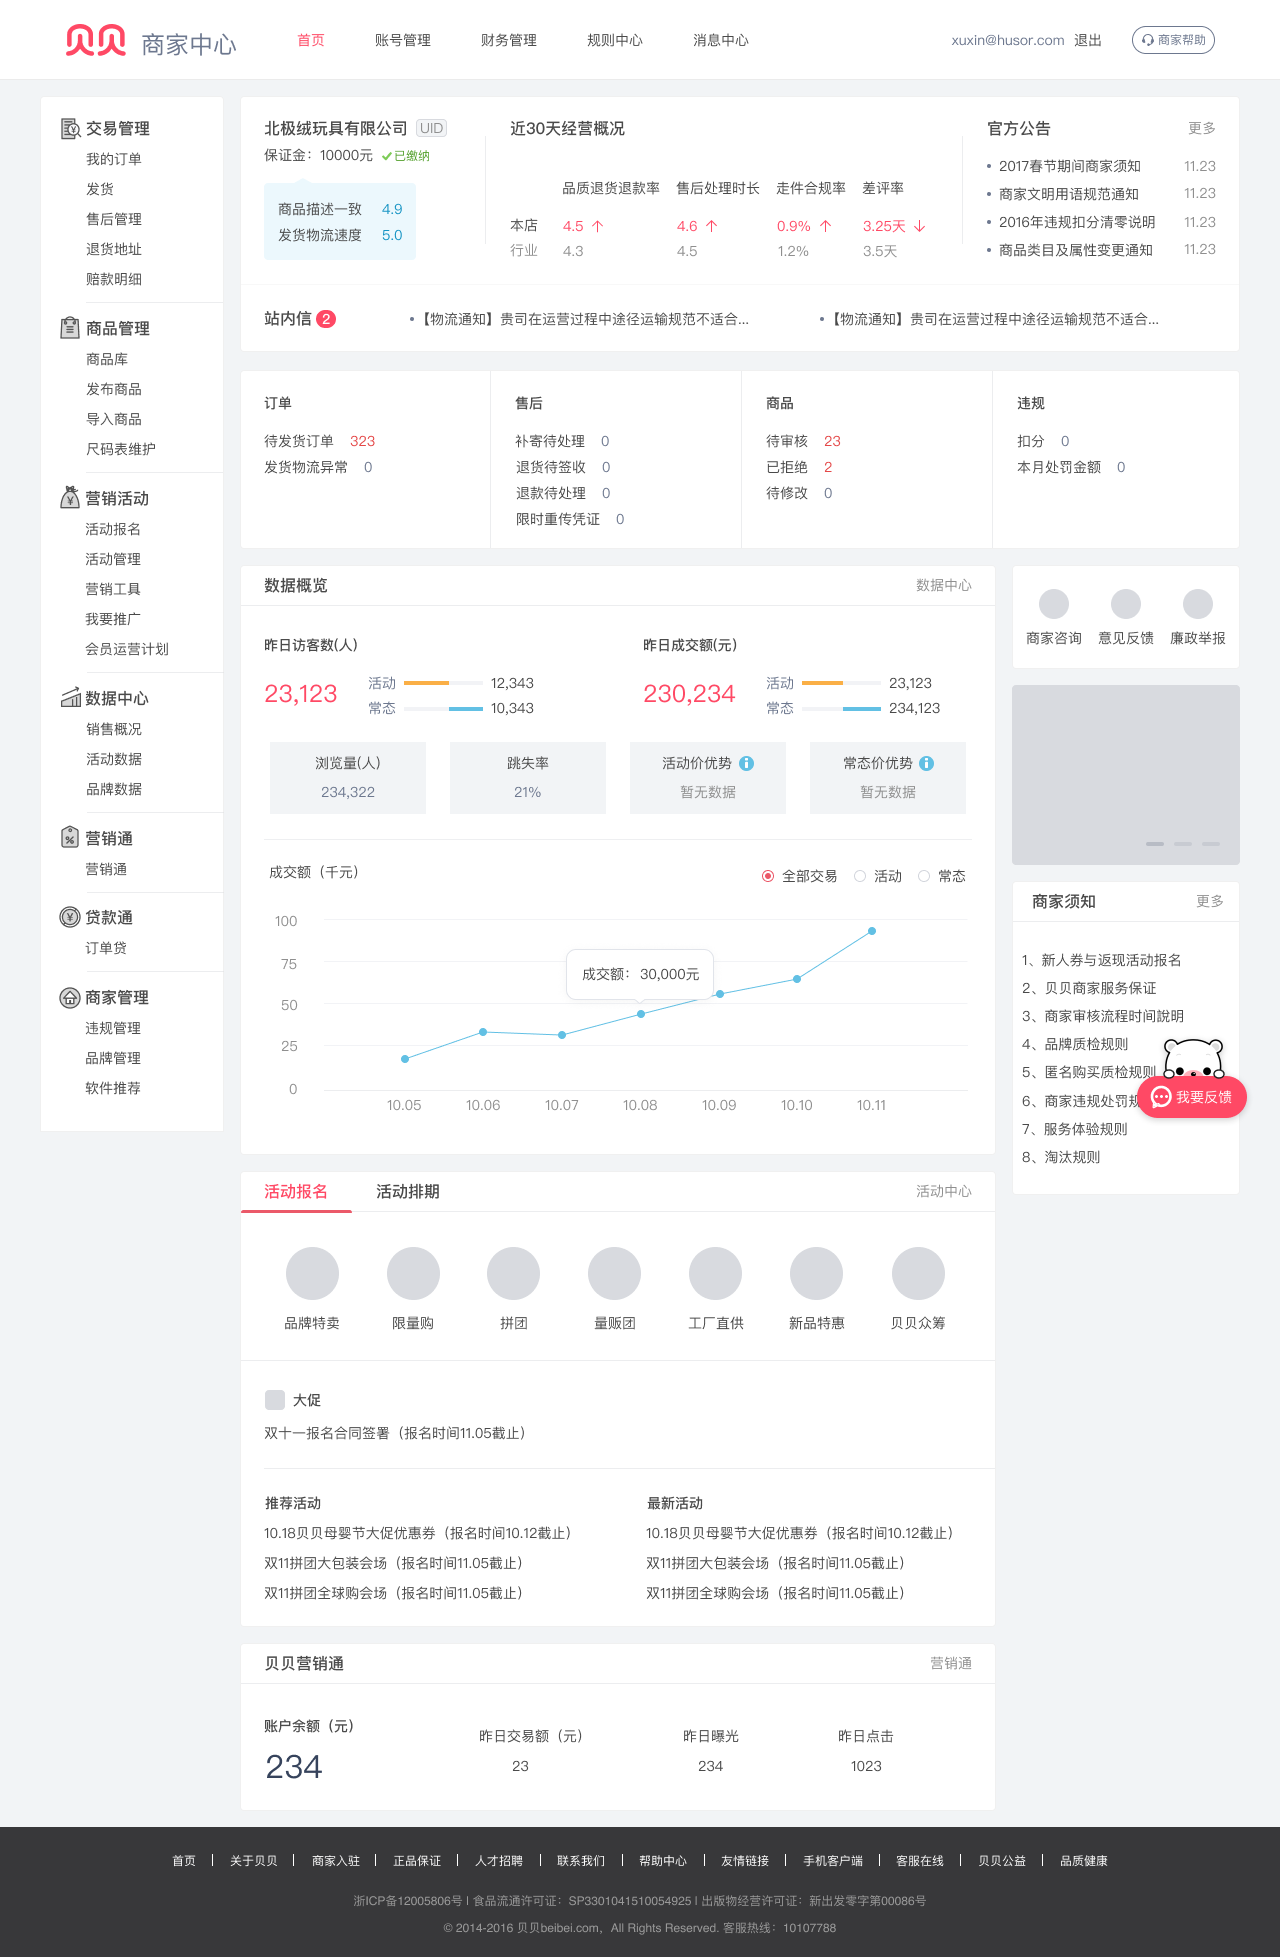 贝贝 商家中心 首页 账号管理 财务管理 规则中心 消息中心 xuxin@husor.com 退出 商家帮助
交易管理
我的订单
发货
售后管理
退货地址
赔款明细
商品管理
商品库
发布商品
导入商品
尺码表维护
营销活动
活动报名
活动管理
营销工具
我要推广
会员运营计划
数据中心
销售概况
活动数据
品牌数据
营销通
营销通
贷款通
订单贷
商家管理
违规管理
品牌管理
软件推荐
北极绒玩具有限公司 UID
保证金：10000元 已缴纳
商品描述一致 4.9
发货物流速度 5.0
近30天经营概况
品质退货退款率 售后处理时长 走件合规率 差评率
本店 4.5 ↑ 4.6 ↑ 0.9% ↑ 3.25天 ↓
行业 4.3 4.5 1.2% 3.5天
官方公告 更多
• 2017春节期间商家须知 11.23
• 商家文明用语规范通知 11.23
• 2016年违规扣分清零说明 11.23
• 商品类目及属性变更通知 11.23
站内信 2 •【物流通知】贵司在运营过程中途径运输规范不适合... •【物流通知】贵司在运营过程中途径运输规范不适合...
订单
待发货订单 323
发货物流异常 0
售后
补寄待处理 0
退货待签收 0
退款待处理 0
限时重传凭证 0
商品
待审核 23
已拒绝 2
待修改 0
违规
扣分 0
本月处罚金额 0
数据概览 数据中心
昨日访客数(人)
23,123
活动 12,343
常态 10,343
昨日成交额(元)
230,234
活动 23,123
常态 234,123
浏览量(人) 跳失率 活动价优势 常态价优势
234,322 21% 暂无数据 暂无数据
成交额（千元） 全部交易 活动 常态
100
75
50
25
0
成交额：30,000元
10.05 10.06 10.07 10.08 10.09 10.10 10.11
商家咨询 意见反馈 廉政举报
商家须知 更多
1、新人券与返现活动报名
2、贝贝商家服务保证
3、商家审核流程时间說明
4、品牌质检规则
5、匿名购买质检规则
6、商家违规处罚规
7、服务体验规则
8、淘汰规则
我要反馈
活动报名 活动排期 活动中心
品牌特卖 限量购 拼团 量贩团 工厂直供 新品特惠 贝贝众筹
大促
双十一报名合同签署（报名时间11.05截止）
推荐活动
10.18贝贝母婴节大促优惠券（报名时间10.12截止）
双11拼团大包装会场（报名时间11.05截止）
双11拼团全球购会场（报名时间11.05截止）
最新活动
10.18贝贝母婴节大促优惠券（报名时间10.12截止）
双11拼团大包装会场（报名时间11.05截止）
双11拼团全球购会场（报名时间11.05截止）
贝贝营销通 营销通
账户余额（元） 昨日交易额（元） 昨日曝光 昨日点击
234 23 234 1023
首页 | 关于贝贝 | 商家入驻 | 正品保证 | 人才招聘 | 联系我们 | 帮助中心 | 友情链接 | 手机客户端 | 客服在线 | 贝贝公益 | 品质健康
浙ICP备12005806号 | 食品流通许可证：SP3301041510054925 | 出版物经营许可证：新出发零字第00086号
© 2014-2016 贝贝beibei.com，All Rights Reserved. 客服热线：10107788